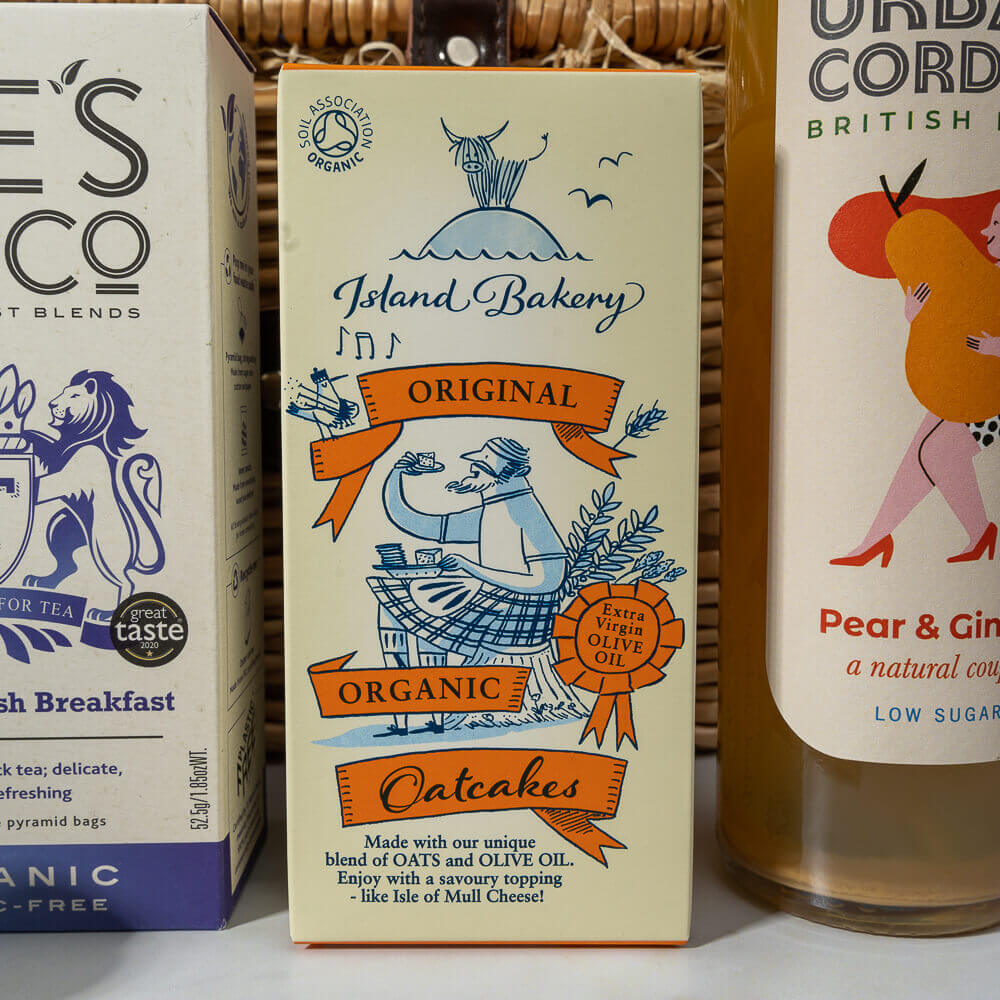 E'S
CO
ST BLENDS
FOR TEA
great
taste
2020
sh Breakfast
ck tea; delicate,
efreshing
pyramid bags
52.5g/1.85ozWT.
ANIC
C-FREE
PLASTIC
SOIL ASSOCIATION
ORGANIC
Island Bakery
ORIGINAL
Extra
Virgin
OLIVE
OIL
ORGANIC
Oatcakes
Made with our unique
blend of OATS and OLIVE OIL.
Enjoy with a savoury topping
- like Isle of Mull Cheese!
URBA
CORD
BRITISH
Pear & Gin
a natural coup
LOW SUGAR